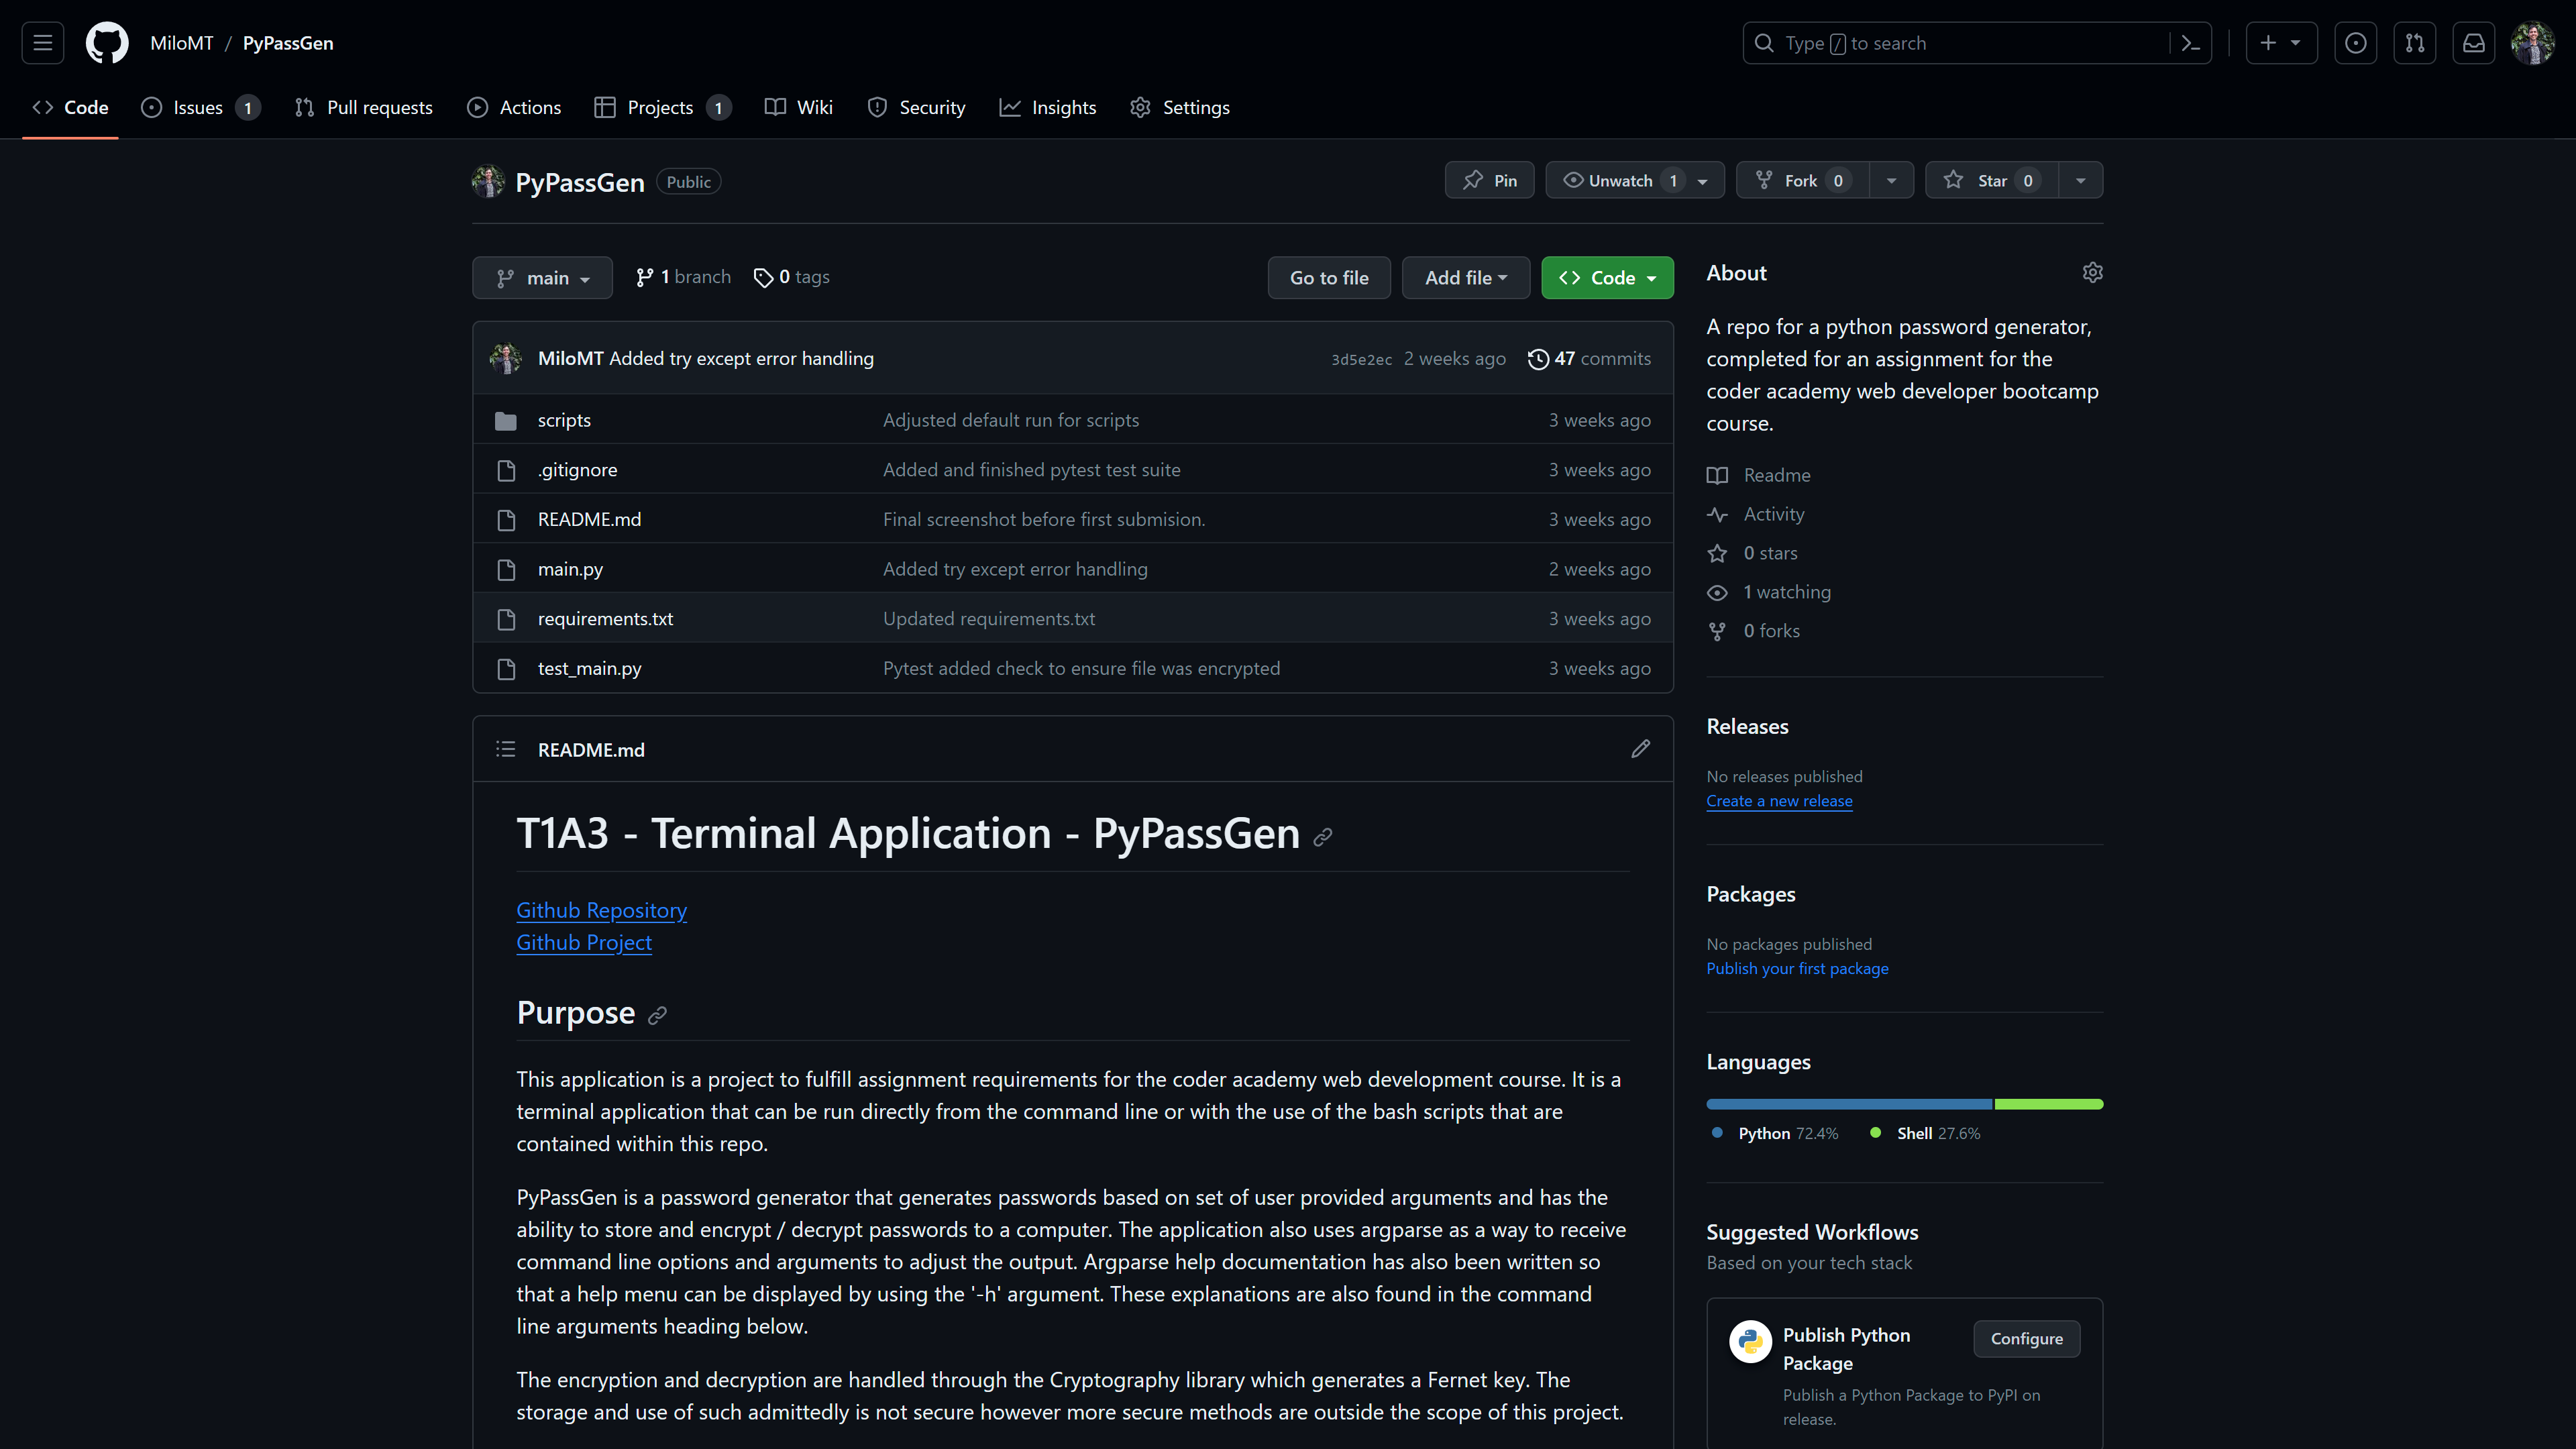 MiloMT / PyPassGen
Type / to search
Code
Issues 1
Pull requests
Actions
Projects 1
Wiki
Security
Insights
Settings
PyPassGen Public
Pin
Unwatch 1
Fork 0
Star 0
main
1 branch
0 tags
Go to file
Add file
Code
MiloMT Added try except error handling 3d5e2ec 2 weeks ago 47 commits
scripts Adjusted default run for scripts 3 weeks ago
.gitignore Added and finished pytest test suite 3 weeks ago
README.md Final screenshot before first submision. 3 weeks ago
main.py Added try except error handling 2 weeks ago
requirements.txt Updated requirements.txt 3 weeks ago
test_main.py Pytest added check to ensure file was encrypted 3 weeks ago
README.md
T1A3 - Terminal Application - PyPassGen
Github Repository
Github Project
Purpose
This application is a project to fulfill assignment requirements for the coder academy web development course. It is a
terminal application that can be run directly from the command line or with the use of the bash scripts that are
contained within this repo.
PyPassGen is a password generator that generates passwords based on set of user provided arguments and has the
ability to store and encrypt / decrypt passwords to a computer. The application also uses argparse as a way to receive
command line options and arguments to adjust the output. Argparse help documentation has also been written so
that a help menu can be displayed by using the '-h' argument. These explanations are also found in the command
line arguments heading below.
The encryption and decryption are handled through the Cryptography library which generates a Fernet key. The
storage and use of such admittedly is not secure however more secure methods are outside the scope of this project.
About
A repo for a python password generator,
completed for an assignment for the
coder academy web developer bootcamp
course.
Readme
Activity
0 stars
1 watching
0 forks
Releases
No releases published
Create a new release
Packages
No packages published
Publish your first package
Languages
Python 72.4% Shell 27.6%
Suggested Workflows
Based on your tech stack
Publish Python
Package
Configure
Publish a Python Package to PyPI on
release.